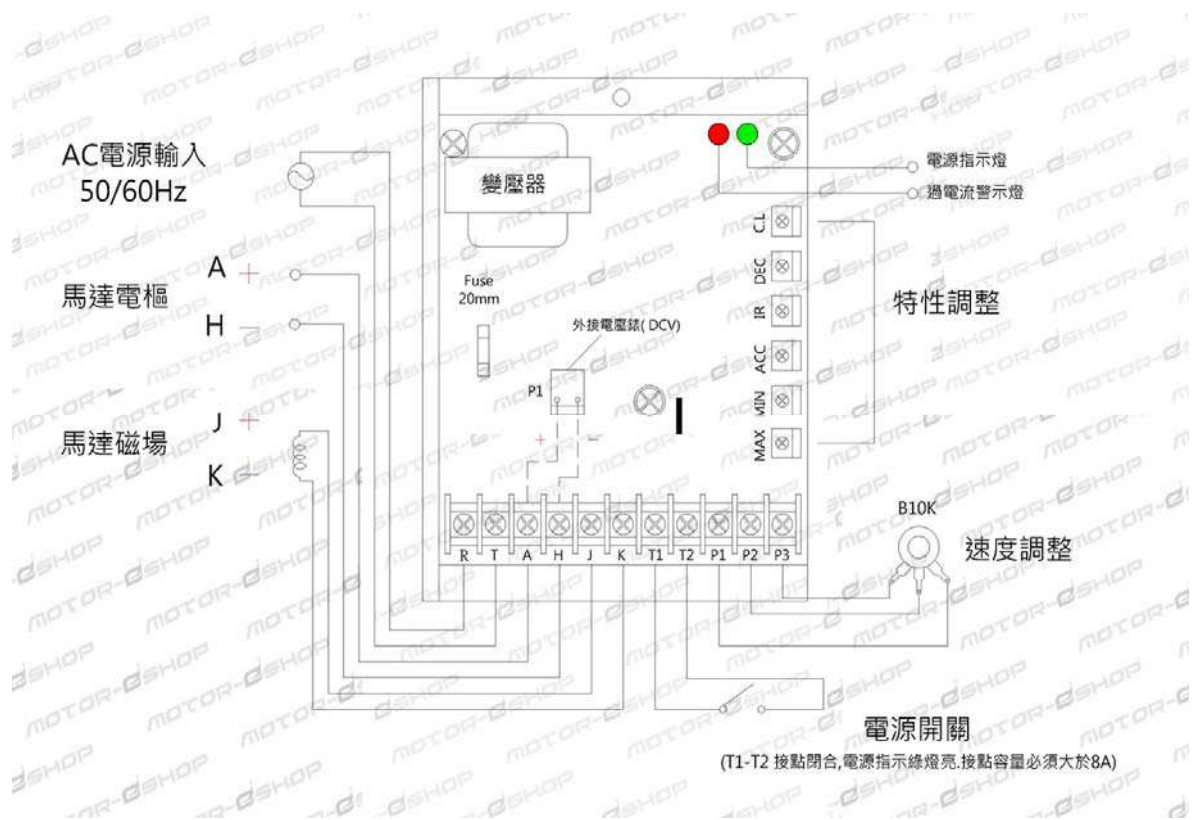 AC電源輸入
50/60Hz
馬達電樞
A +
H -
馬達磁場
J +
K -
變壓器
Fuse
20mm
外接電壓錶( DCV)
P1
+ -
電源指示燈
過電流警示燈
C.L
DEC
IR
ACC
MIN
MAX
特性調整
R T A H J K T1 T2 P1 P2 P3
B10K
速度調整
電源開關
(T1-T2 接點閉合,電源指示綠燈亮.接點容量必須大於8A)
MOTOR-dSHOP